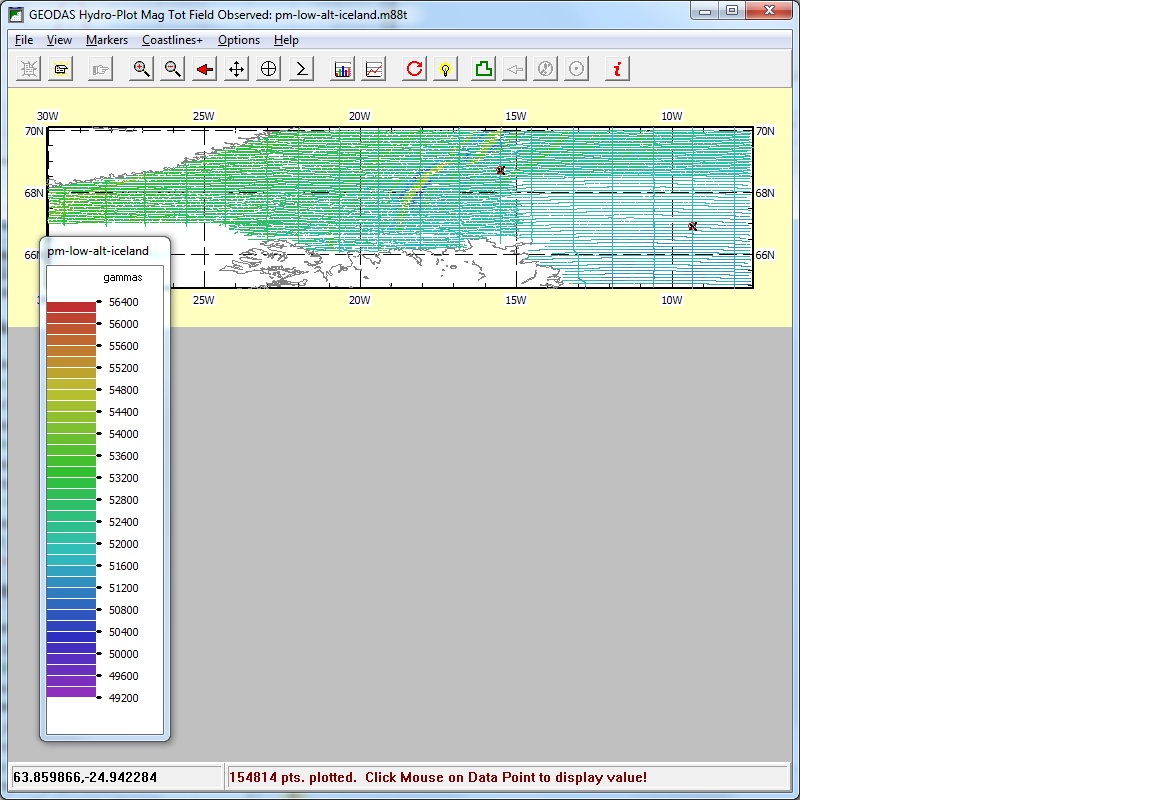 GEODAS Hydro-Plot Mag Tot Field Observed: pm-low-alt-iceland.m88t
File View Markers Coastlines+ Options Help
30W 25W 20W 15W 10W
70N 70N
68N 68N
66N 66N
25W 20W 15W 10W
pm-low-alt-iceland
gammas
56400
56000
55600
55200
54800
54400
54000
53600
53200
52800
52400
52000
51600
51200
50800
50400
50000
49600
49200
63.859866,-24.942284
154814 pts. plotted. Click Mouse on Data Point to display value!